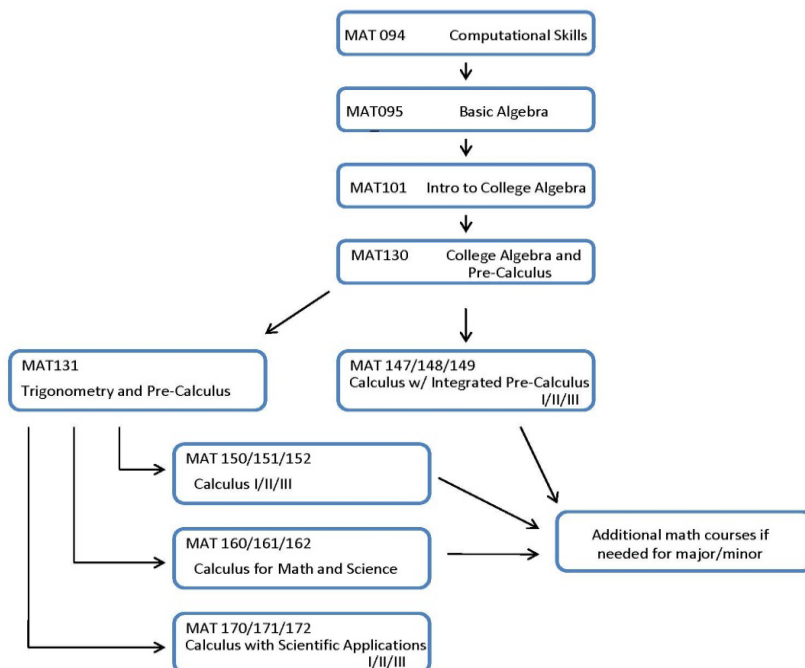 MAT 094 Computational Skills
MAT095 Basic Algebra
MAT101 Intro to College Algebra
MAT130 College Algebra and
Pre-Calculus
MAT131
Trigonometry and Pre-Calculus
MAT 147/148/149
Calculus w/ Integrated Pre-Calculus
I/II/III
MAT 150/151/152
Calculus I/II/III
MAT 160/161/162
Calculus for Math and Science
Additional math courses if
needed for major/minor
MAT 170/171/172
Calculus with Scientific Applications
I/II/III